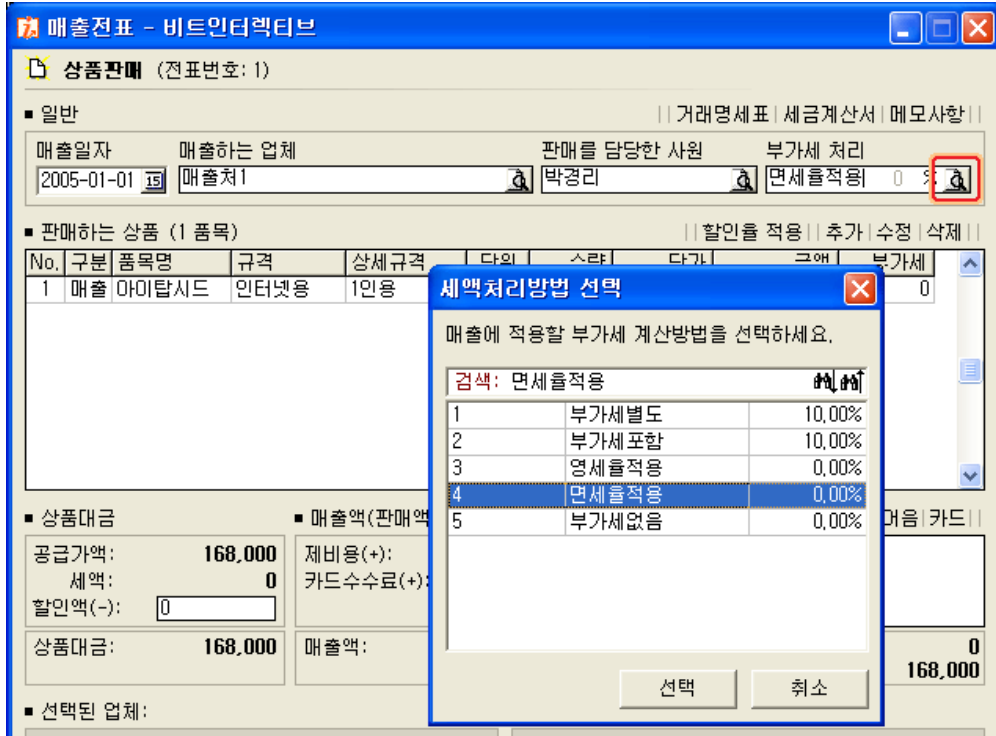 매출전표 - 비트인터렉티브
상품판매 (전표번호: 1)
■ 일반 ||거래명세표|세금계산서|메모사항||
매출일자 매출하는 업체 판매를 담당한 사원 부가세 처리
2005-01-01 15 매출처1 박경리 면세율적용 0 %
■ 판매하는 상품 (1 품목) ||할인율 적용||추가|수정|삭제||
No. 구분 품목명 규격 상세규격 단위 수량 단가 금액 부가세
1 매출 아이탑시드 인터넷용 1인용 0
세액처리방법 선택
매출에 적용할 부가세 계산방법을 선택하세요.
검색: 면세율적용
1 부가세별도 10.00%
2 부가세포함 10.00%
3 영세율적용 0.00%
4 면세율적용 0.00%
5 부가세없음 0.00%
선택 취소
■ 상품대금 ■ 매출액(판매액 어음|카드||
공급가액: 168,000 제비용(+):
세액: 0 카드수수료(+):
할인액(-): 0
상품대금: 168,000 매출액: 0
168,000
■ 선택된 업체: